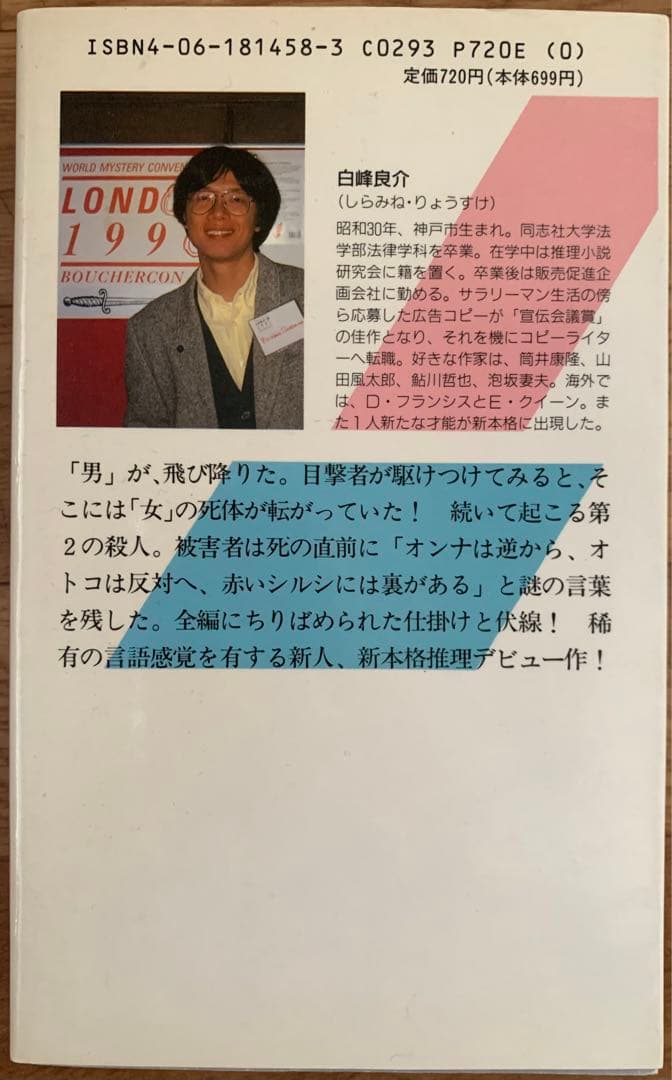 ISBN4-06-181458-3 C0293 P720E (0)
定価720円(本体699円)
WORLD MYSTERY CONVEN
LOND
199
BOUCHERCON
白峰良介
(しらみね・りょうすけ)
昭和30年、神戸市生まれ。同志社大学法
学部法律学科を卒業。在学中は推理小説
研究会に籍を置く。卒業後は販売促進企
画会社に勤める。サラリーマン生活の傍
ら応募した広告コピーが「宣伝会議賞」
の佳作となり、それを機にコピーライタ
ーへ転職。好きな作家は、筒井康隆、山
田風太郎、鮎川哲也、泡坂妻夫。海外で
は、D・フランシスとE・クイーン。ま
た1人新たな才能が新本格に出現した。
「男」が、飛び降りた。目撃者が駆けつけてみると、そ
こには「女」の死体が転がっていた! 続いて起こる第
2の殺人。被害者は死の直前に「オンナは逆から、オ
トコは反対へ、赤いシルシには裏がある」と謎の言葉
を残した。全編にちりばめられた仕掛けと伏線! 稀
有の言語感覚を有する新人、新本格推理デビュー作!